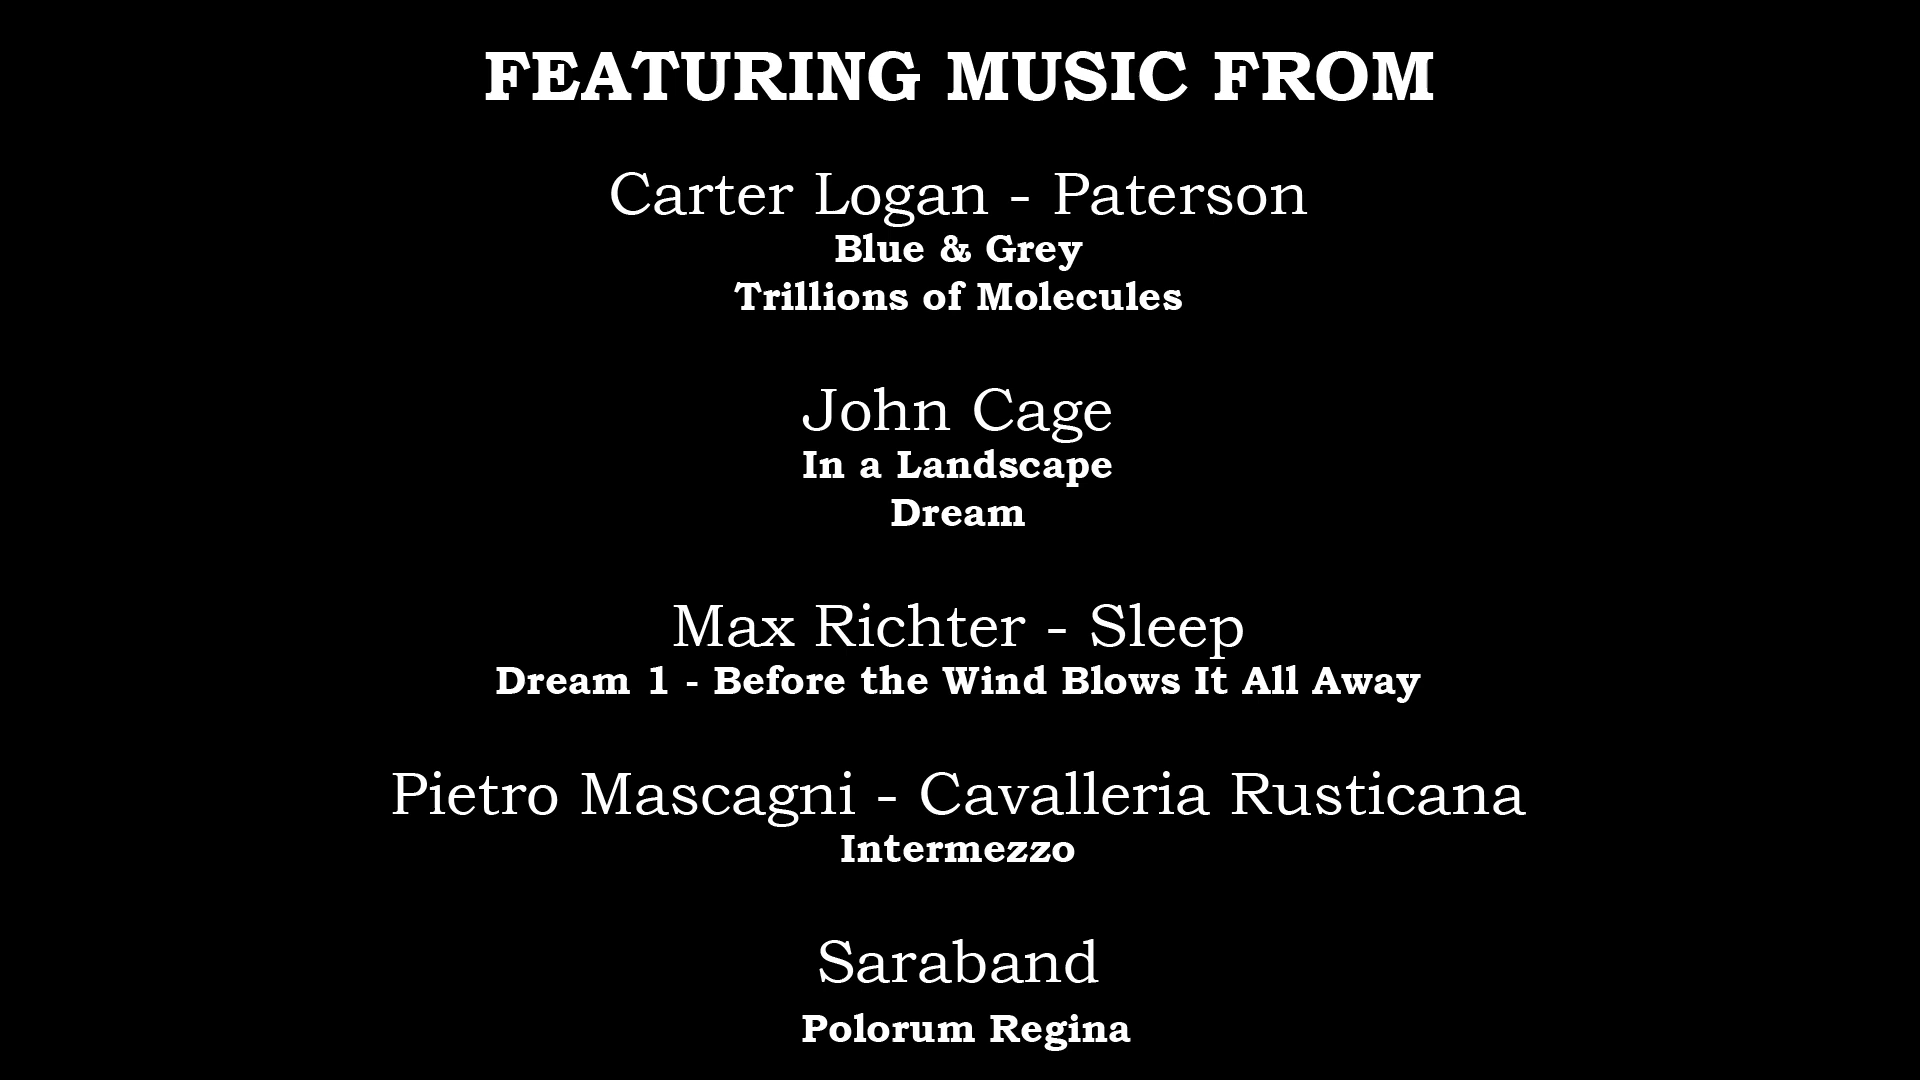 FEATURING MUSIC FROM
Carter Logan - Paterson
Blue & Grey
Trillions of Molecules
John Cage
In a Landscape
Dream
Max Richter - Sleep
Dream 1 - Before the Wind Blows It All Away
Pietro Mascagni - Cavalleria Rusticana
Intermezzo
Saraband
Polorum Regina